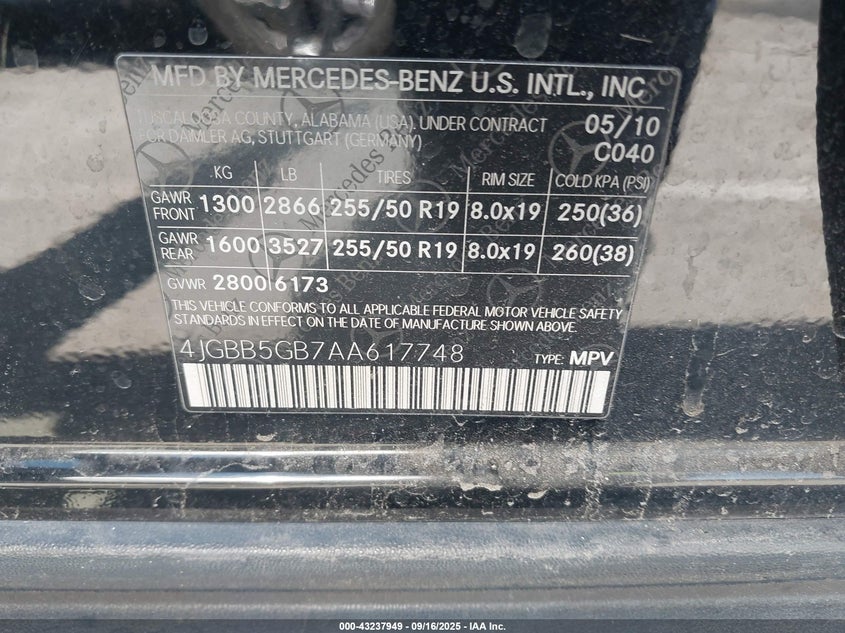 MFD BY MERCEDES-BENZ U.S. INTL., INC
TUSCALOOSA COUNTY, ALABAMA (USA). UNDER CONTRACT 05/10
FOR DAIMLER AG, STUTTGART (GERMANY) C040
.KG LB TIRES RIM SIZE COLD KPA (PSI)
GAWR FRONT 1300 2866 255/50 R19 8.0x19 250(36)
GAWR REAR 1600 3527 255/50 R19 8.0x19 260(38)
GVWR 2800 6173
THIS VEHICLE CONFORMS TO ALL APPLICABLE FEDERAL MOTOR VEHICLE SAFETY
STANDARDS IN EFFECT ON THE DATE OF MANUFACTURE SHOWN ABOVE.
4JGBB5GB7AA617748 TYPE: MPV
000-43237949 - 09/16/2025 - IAA Inc.